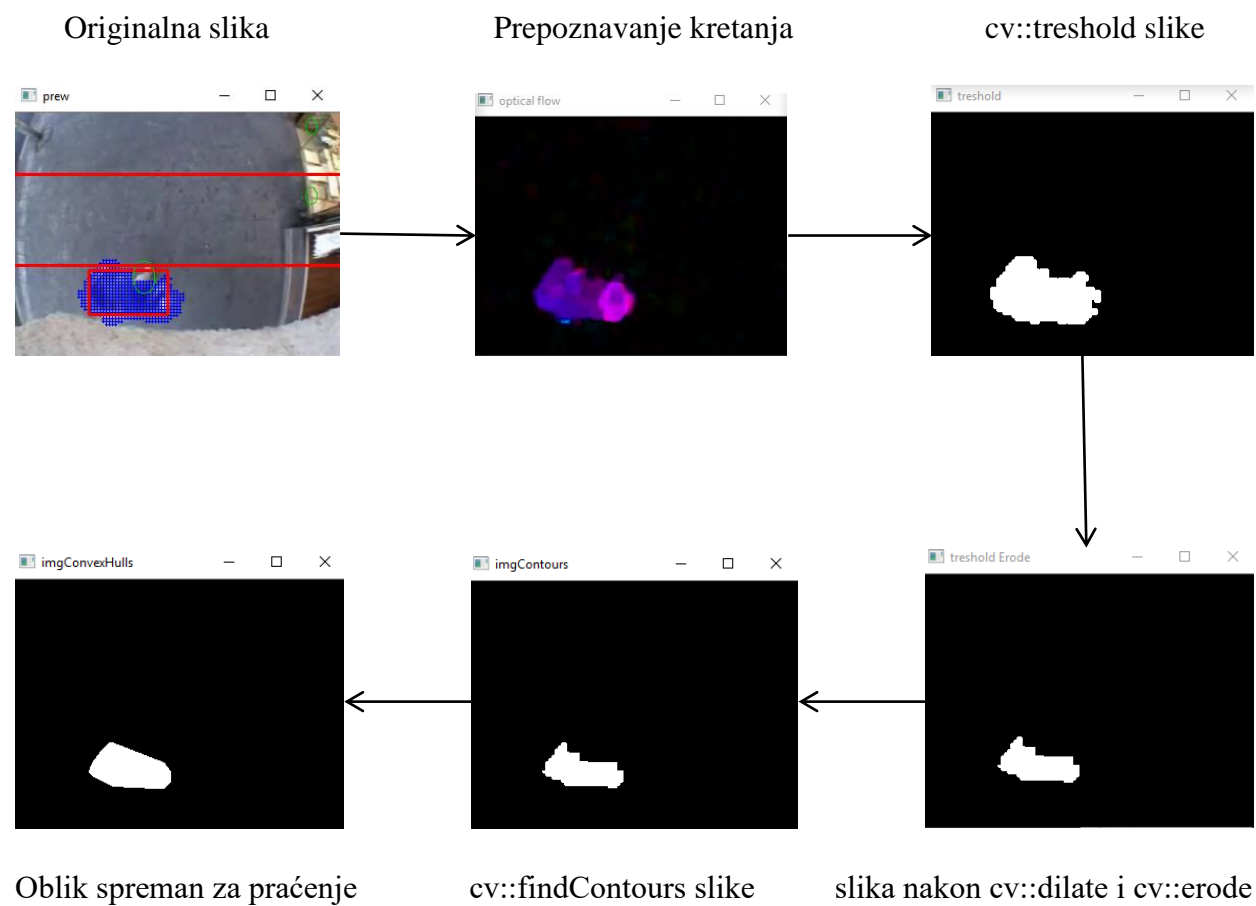 Originalna slika
Prepoznavanje kretanja
cv::treshold slike
prew
optical flow
treshold
imgConvexHulls
imgContours
treshold Erode
Oblik spreman za praćenje
cv::findContours slike
slika nakon cv::dilate i cv::erode